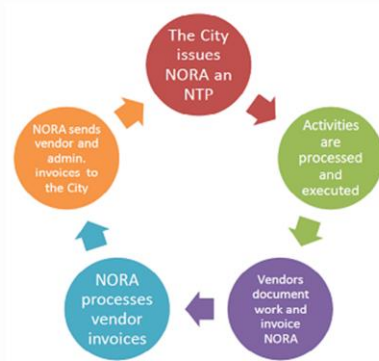 The City
issues
NORA an
NTP
Activities
are
processed
and
executed
Vendors
document
work and
invoice
NORA
NORA
processes
vendor
invoices
NORA sends
vendor and
admin.
invoices to
the City